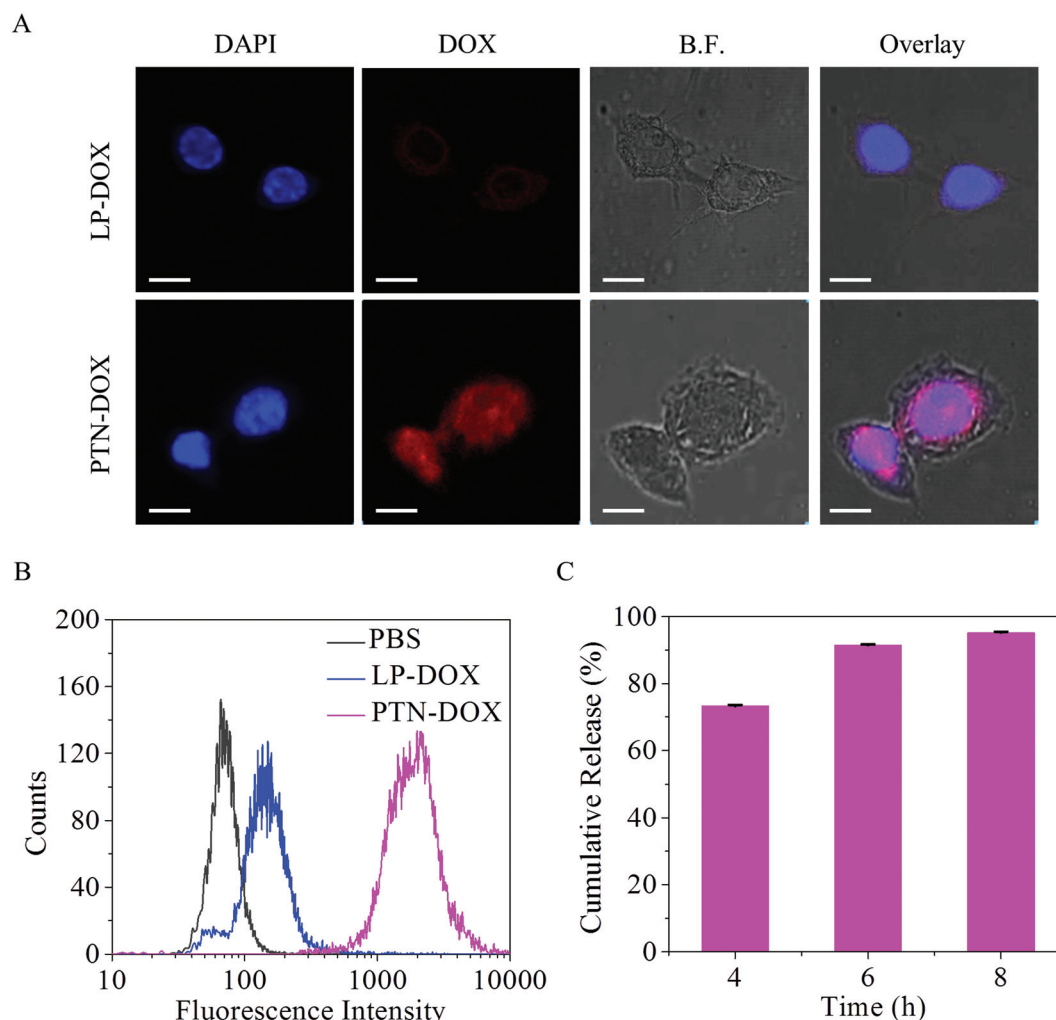 A
DAPI DOX B.F. Overlay
LP-DOX
PTN-DOX
B
Counts
200
160
120
80
40
0
PBS
LP-DOX
PTN-DOX
10 100 1000 10000
Fluorescence Intensity
C
Cumulative Release (%)
100
80
60
40
20
0
4 6 8
Time (h)